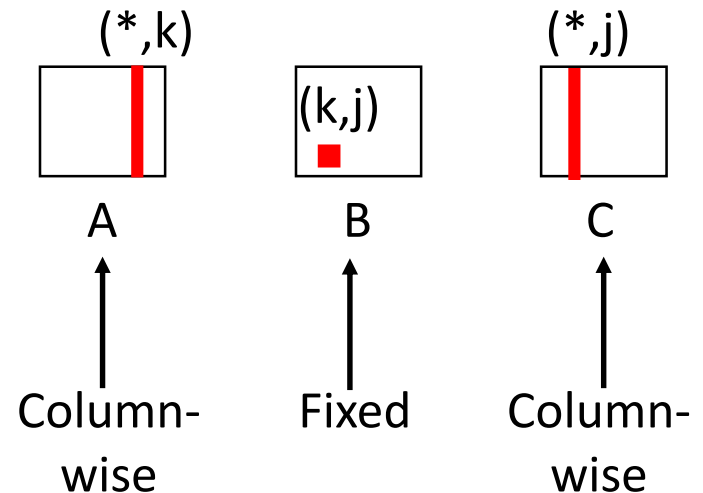 (*,k)
(k,j)
(*,j)
A
B
C
Column-
wise
Fixed
Column-
wise